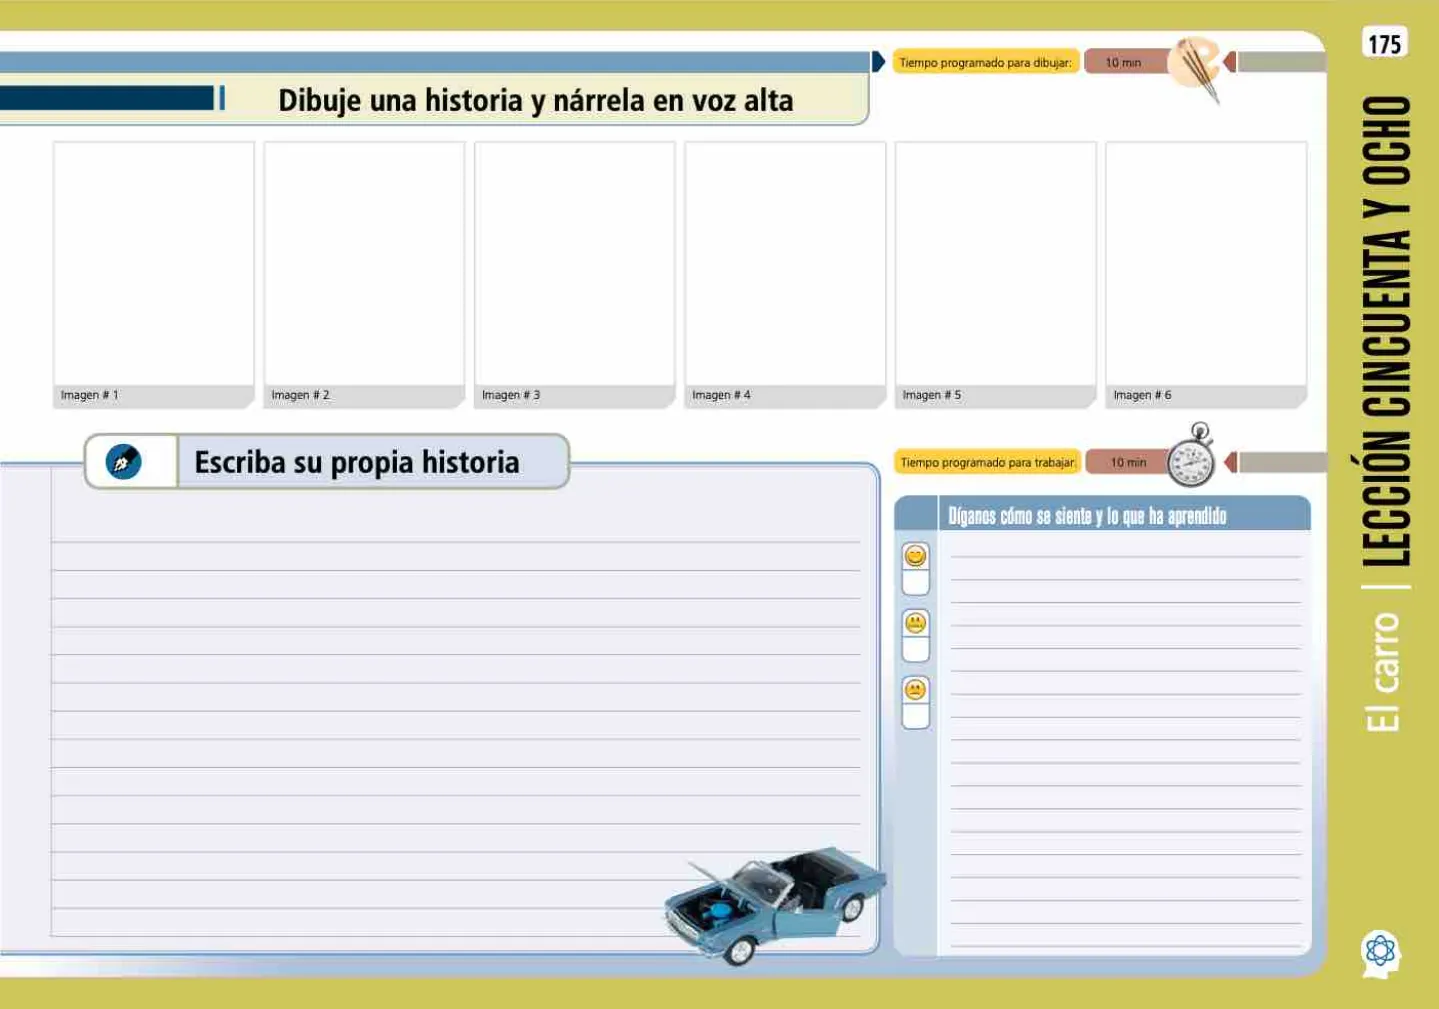 175
Tiempo programado para dibujar:
10 min
Dibuje una historia y nárrela en voz alta
Imagen # 1
Imagen # 2
Imagen # 3
Imagen # 4
Imagen # 5
Imagen # 6
Escriba su propia historia
Tiempo programado para trabajar:
10 min
Díganos cómo se siente y lo que ha aprendido
El carro | LECCIÓN CINCUENTA Y OCHO